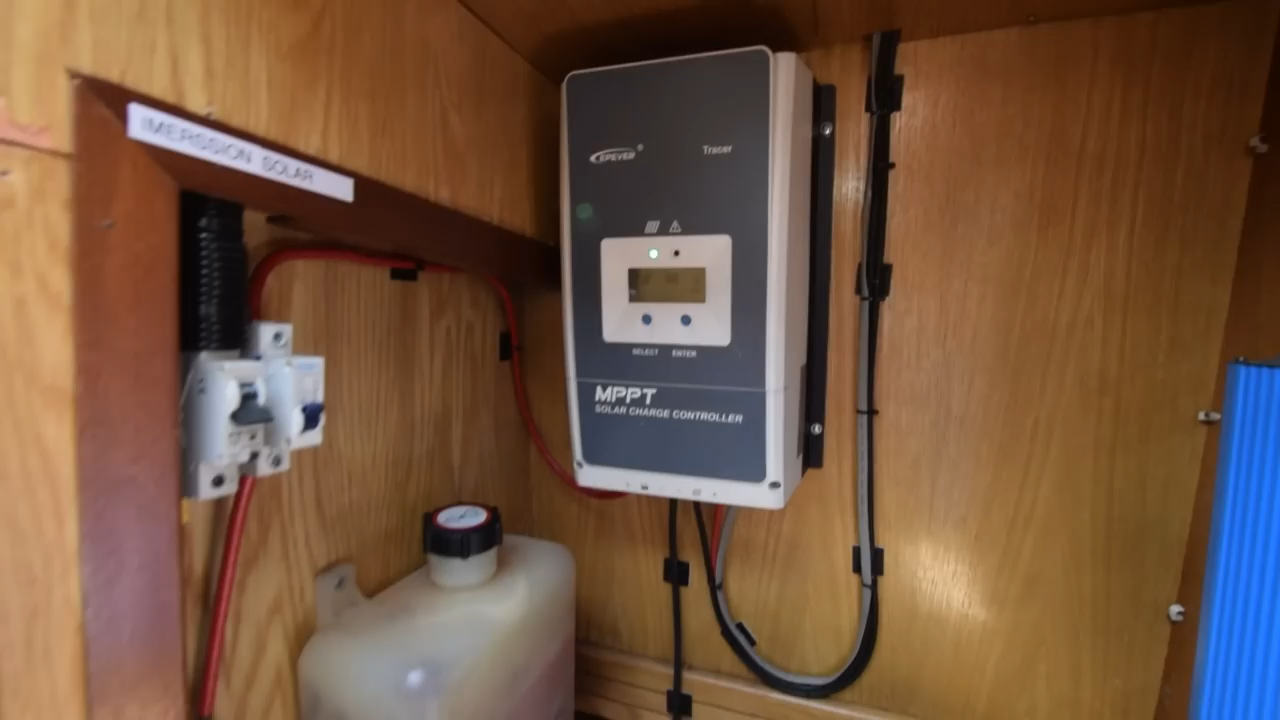 IMERSSION SOLAR
EPEVER®
Tracer
SELECT ENTER
MPPT
SOLAR CHARGE CONTROLLER